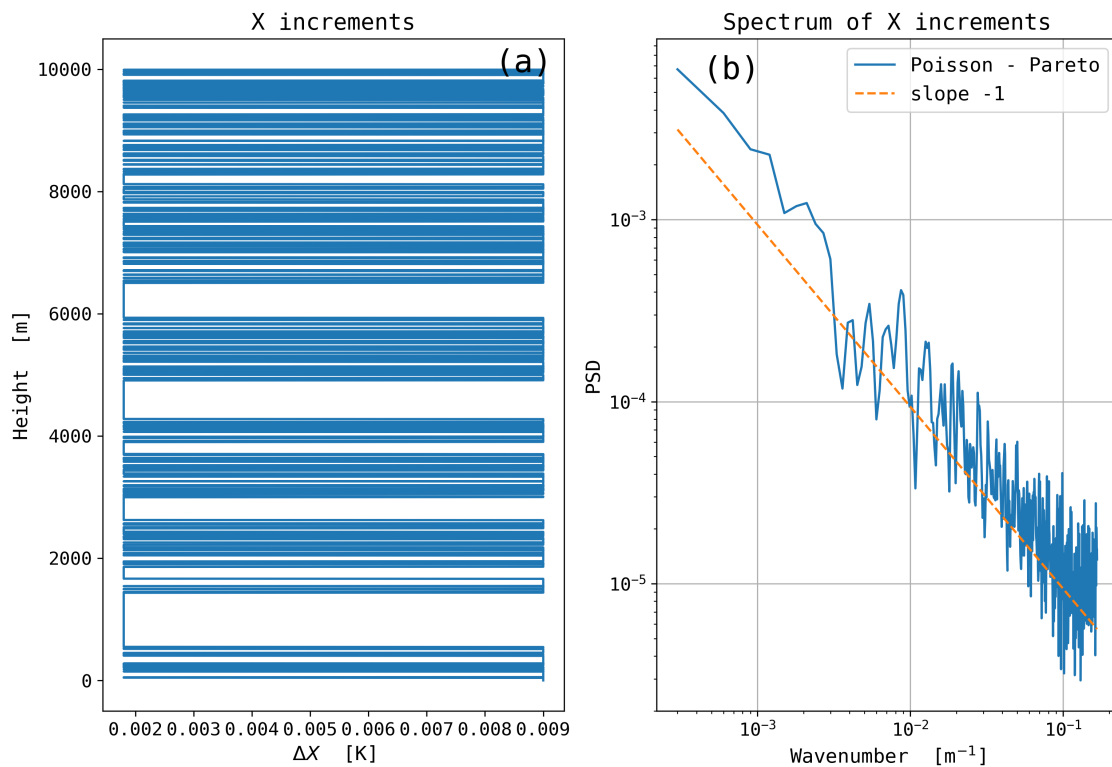 X increments
(a)
10000
8000
6000
4000
2000
0
Height [m]
0.002 0.003 0.004 0.005 0.006 0.007 0.008 0.009
ΔX [K]
Spectrum of X increments
(b)
Poisson - Pareto
slope -1
10⁻³
10⁻⁴
10⁻⁵
PSD
10⁻³ 10⁻² 10⁻¹
Wavenumber [m⁻¹]